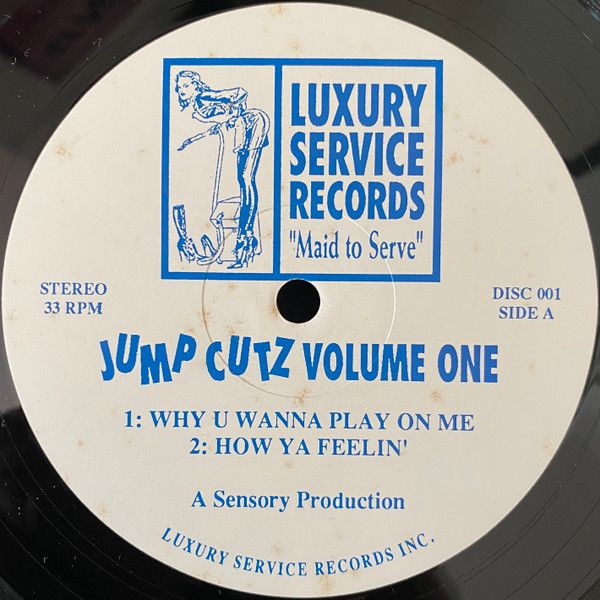 LUXURY
SERVICE
RECORDS
"Maid to Serve"
STEREO
33 RPM
DISC 001
SIDE A
JUMP CUTZ VOLUME ONE
1: WHY U WANNA PLAY ON ME
2: HOW YA FEELIN'
A Sensory Production
LUXURY SERVICE RECORDS INC.